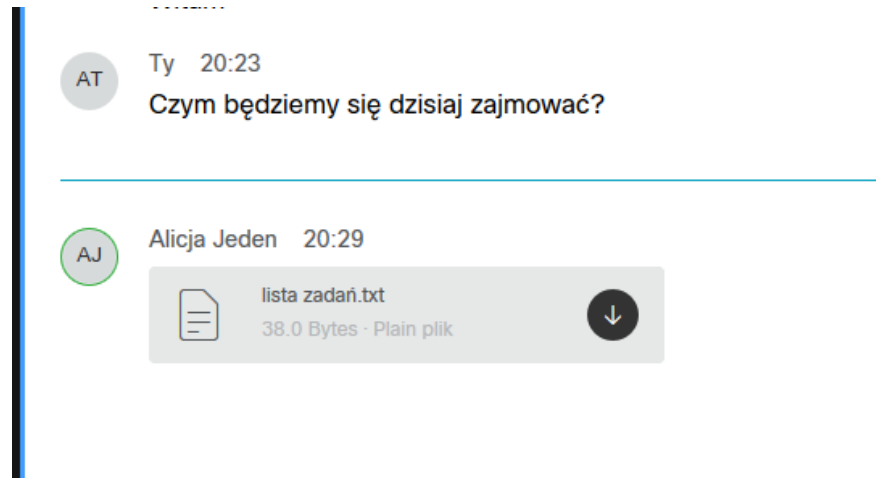 AT
Ty 20:23
Czym będziemy się dzisiaj zajmować?
AJ
Alicja Jeden 20:29
lista zadań.txt
38.0 Bytes · Plain plik